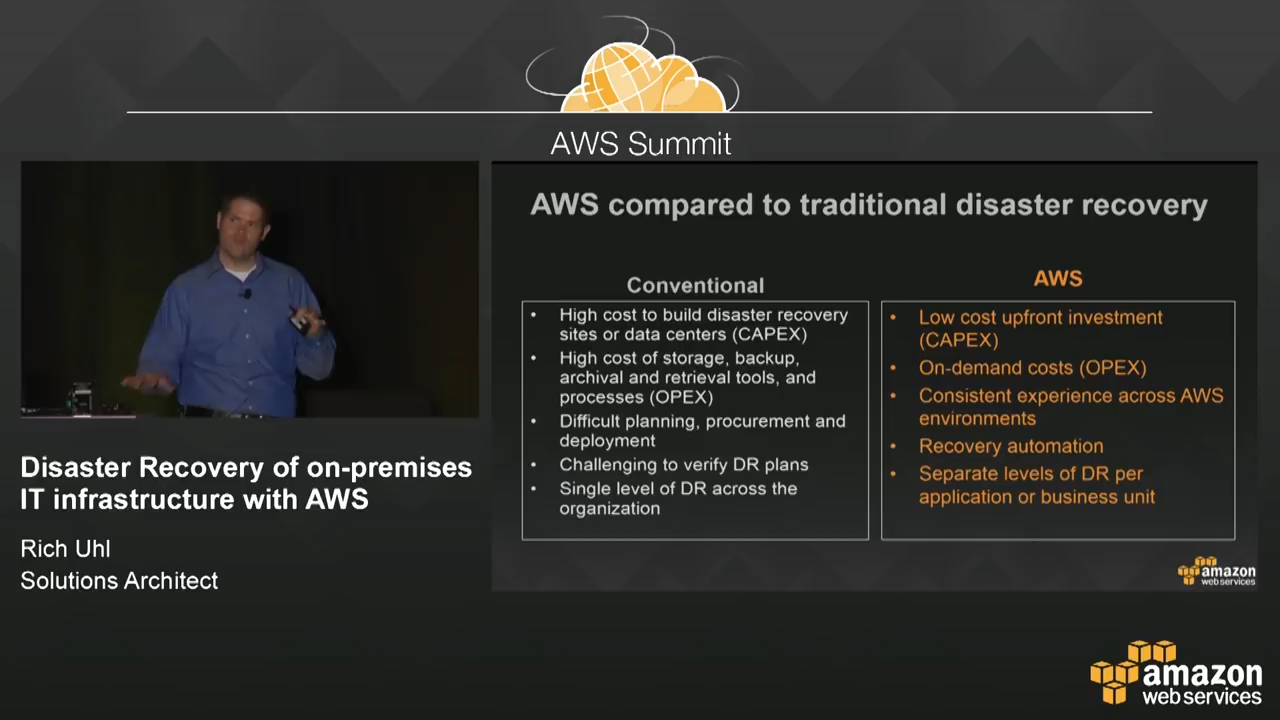 AWS Summit
AWS compared to traditional disaster recovery
Conventional
• High cost to build disaster recovery
sites or data centers (CAPEX)
• High cost of storage, backup,
archival and retrieval tools, and
processes (OPEX)
• Difficult planning, procurement and
deployment
• Challenging to verify DR plans
• Single level of DR across the
organization
AWS
• Low cost upfront investment
(CAPEX)
• On-demand costs (OPEX)
• Consistent experience across AWS
environments
• Recovery automation
• Separate levels of DR per
application or business unit
amazon
web services
Disaster Recovery of on-premises
IT infrastructure with AWS
Rich Uhl
Solutions Architect
amazon
web services